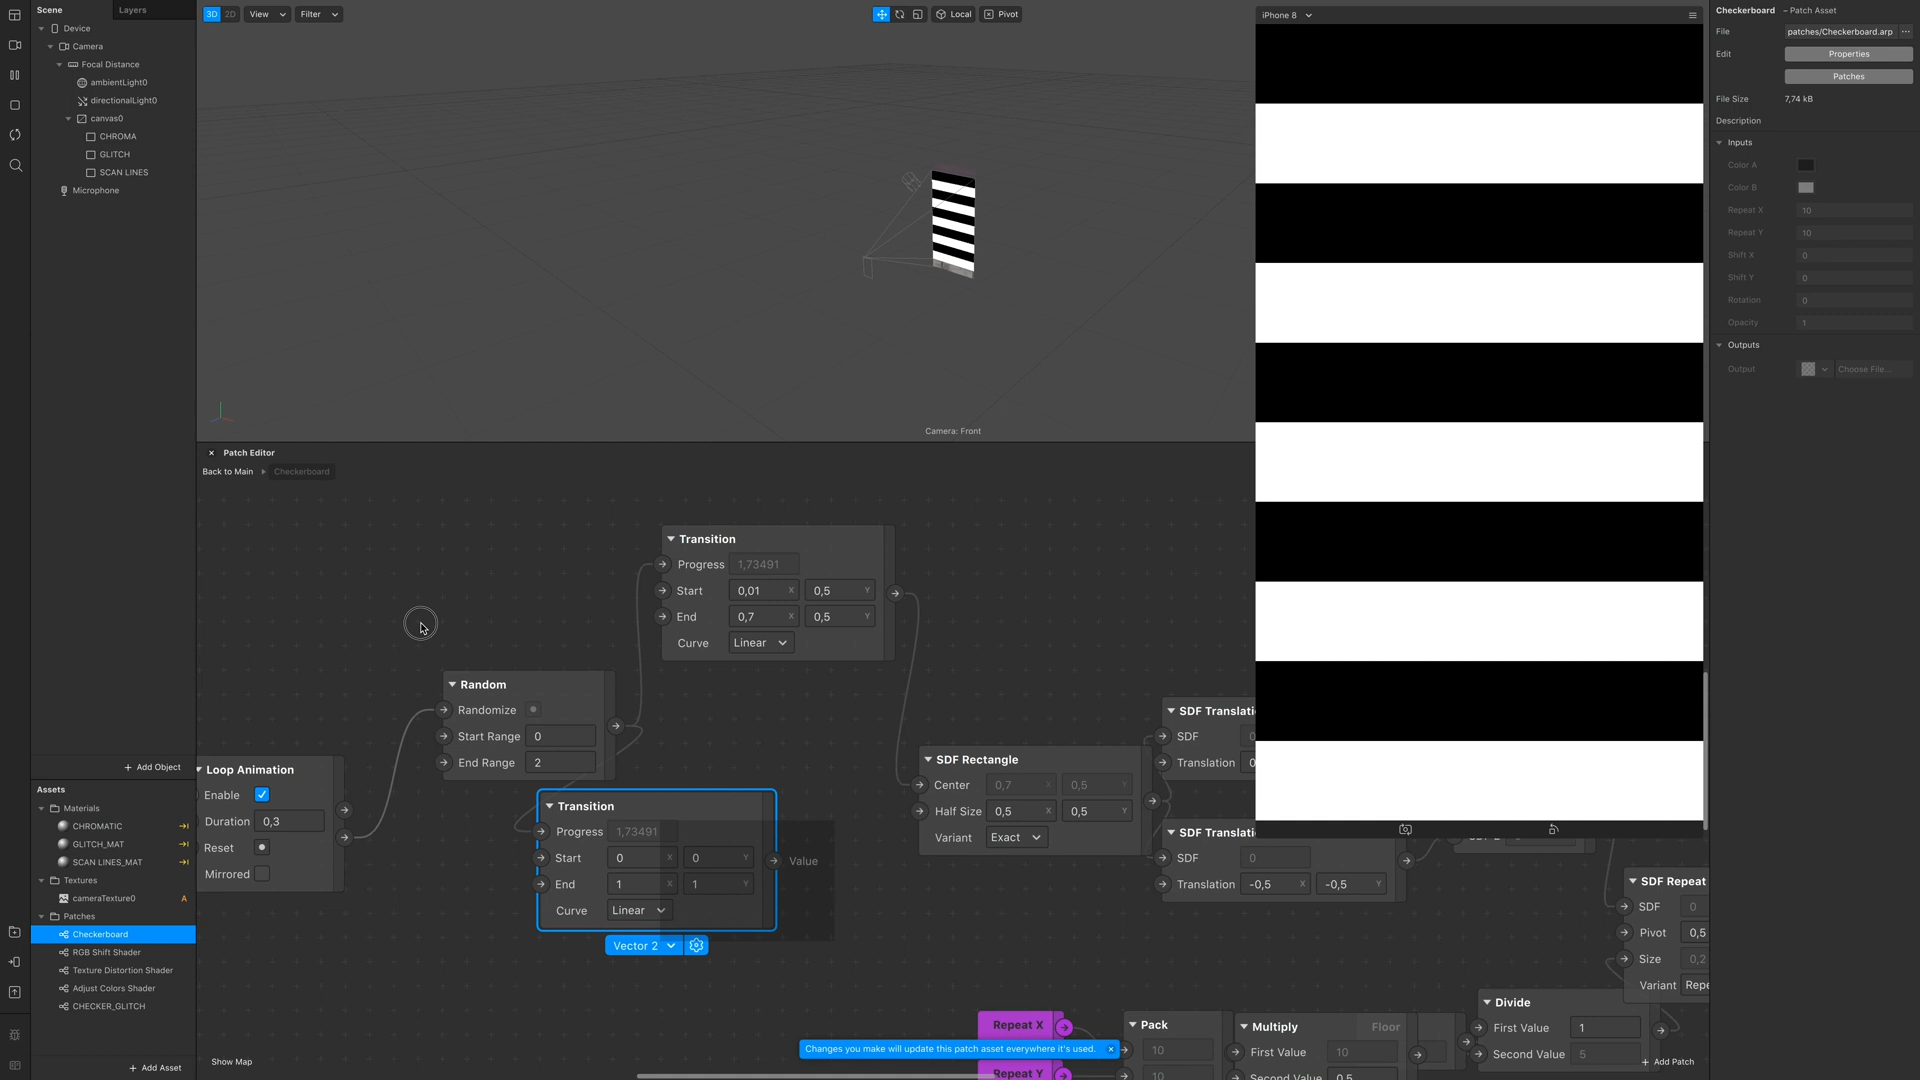 Scene
Layers
Device
Camera
Focal Distance
ambientLight0
directionalLight0
canvas0
CHROMA
GLITCH
SCAN LINES
Microphone
+ Add Object
Assets
Materials
CHROMATIC
GLITCH_MAT
SCAN LINES_MAT
Textures
cameraTexture0 A
Patches
Checkerboard
RGB Shift Shader
Texture Distortion Shader
Adjust Colors Shader
CHECKER_GLITCH
+ Add Asset
3D 2D View Filter
Local Pivot
Camera: Front
iPhone 8
× Patch Editor
Back to Main Checkerboard
Transition
Progress 1,73491
Start 0,01 X 0,5 Y
End 0,7 X 0,5 Y
Curve Linear
Random
Randomize
Start Range 0
End Range 2
Loop Animation
Enable
Duration 0,3
Reset
Mirrored
Transition
Progress 1,73491
Start 0 X 0 Y
End 1 X 1 Y
Curve Linear
Value
Vector 2
SDF Rectangle
Center 0,7 X 0,5 Y
Half Size 0,5 X 0,5 Y
Variant Exact
SDF Translati
SDF 0
Translation 0
SDF Translati
SDF 0
Translation -0,5 X -0,5 Y
SDF Repeat
SDF 0
Pivot 0,5
Size 0,2
Variant Repe
Repeat X
Repeat Y
Pack
10
10
Multiply
First Value 10
Second Value 0,5
Floor
Divide
First Value 1
Second Value 5
+ Add Patch
Show Map
Changes you make will update this patch asset everywhere it's used. ×
Checkerboard – Patch Asset
File patches/Checkerboard.arp ...
Edit Properties
Patches
File Size 7,74 kB
Description
Inputs
Color A
Color B
Repeat X 10
Repeat Y 10
Shift X 0
Shift Y 0
Rotation 0
Opacity 1
Outputs
Output Choose File...